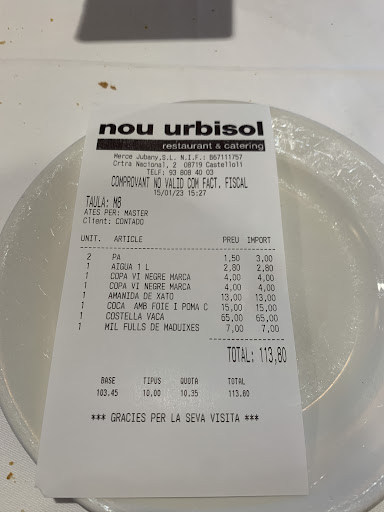 nou urbisol
restaurant & catering
Merce Jubany,S.L. N.I.F.: B67111757
Crtra Nacional, 2 08719 Castellolí
TELF: 93 808 40 03
COMPROVANT NO VALID COM FACT. FISCAL
15/01/23 15:27
TAULA: M6
ATES PER: MASTER
Client: CONTADO
UNIT. ARTICLE PREU IMPORT
2 PA 1,50 3,00
1 AIGUA 1 L 2,80 2,80
1 COPA VI NEGRE MARCA 4,00 4,00
1 COPA VI NEGRE MARCA 4,00 4,00
1 AMANIDA DE XATO 13,00 13,00
1 COCA AMB FOIE I POMA C 15,00 15,00
1 COSTELLA VACA 65,00 65,00
1 MIL FULLS DE MADUIXES 7,00 7,00
TOTAL: 113,80
BASE TIPUS QUOTA TOTAL
103,45 10,00 10,35 113,80
*** GRACIES PER LA SEVA VISITA ***